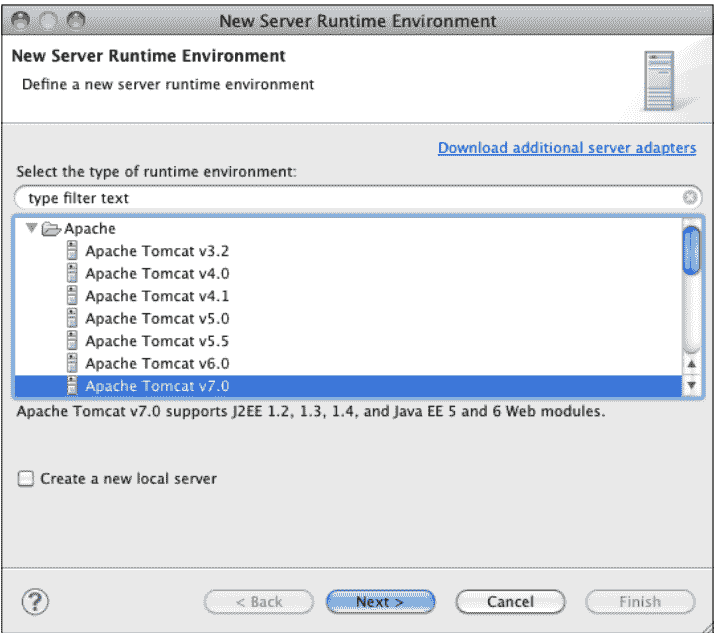 New Server Runtime Environment
New Server Runtime Environment
Define a new server runtime environment
Download additional server adapters
Select the type of runtime environment:
type filter text
Apache
Apache Tomcat v3.2
Apache Tomcat v4.0
Apache Tomcat v4.1
Apache Tomcat v5.0
Apache Tomcat v5.5
Apache Tomcat v6.0
Apache Tomcat v7.0
Apache Tomcat v7.0 supports J2EE 1.2, 1.3, 1.4, and Java EE 5 and 6 Web modules.
Create a new local server
? < Back Next > Cancel Finish